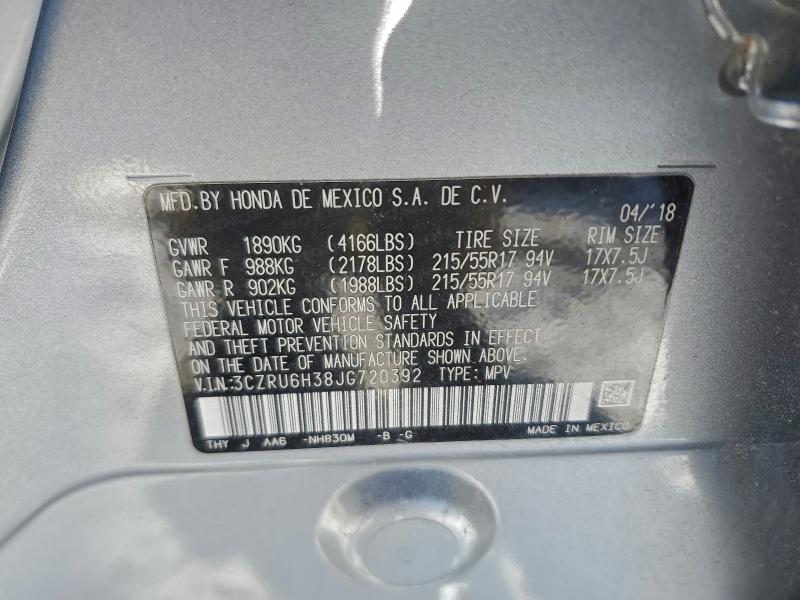 MFD.BY HONDA DE MEXICO S.A. DE C.V.
04/'18
GVWR 1890KG (4166LBS) TIRE SIZE RIM SIZE
GAWR F 988KG (2178LBS) 215/55R17 94V 17X7.5J
GAWR R 902KG (1988LBS) 215/55R17 94V 17X7.5J
THIS VEHICLE CONFORMS TO ALL APPLICABLE
FEDERAL MOTOR VEHICLE SAFETY
AND THEFT PREVENTION STANDARDS IN EFFECT
ON THE DATE OF MANUFACTURE SHOWN ABOVE.
V.I.N:3CZRU6H38JG720392 TYPE: MPV
THY J AA6 -NH830M -B -G MADE IN MEXICO